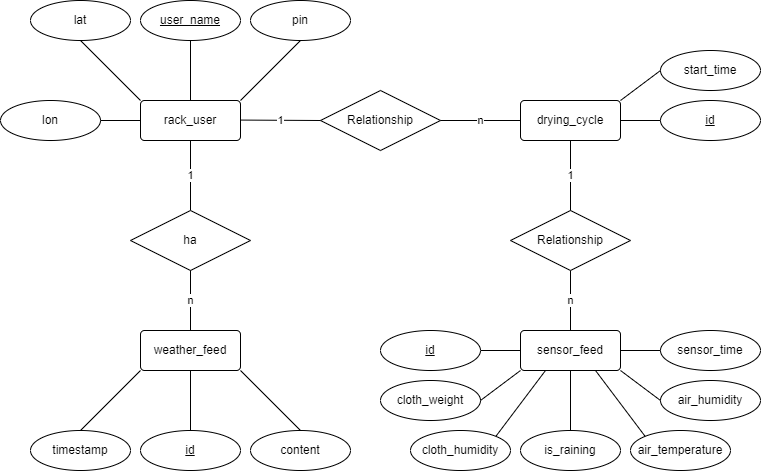 lat
user_name
pin
start_time
lon
rack_user
1
Relationship
n
drying_cycle
id
1
1
ha
Relationship
n
n
weather_feed
id
sensor_feed
sensor_time
cloth_weight
air_humidity
timestamp
id
content
cloth_humidity
is_raining
air_temperature